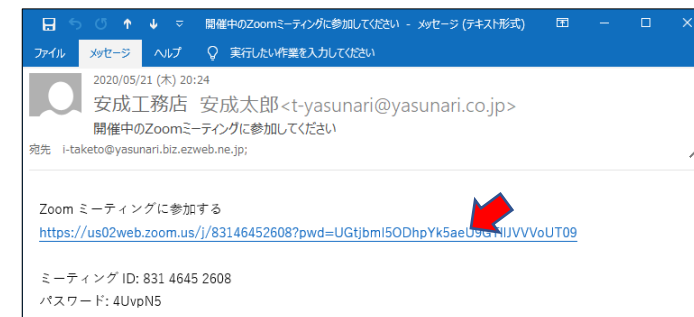 開催中のZoomミーティングに参加してください - メッセージ (テキスト形式)
ファイル メッセージ ヘルプ 実行したい作業を入力してください
2020/05/21 (木) 20:24
安成工務店 安成太郎<t-yasunari@yasunari.co.jp>
開催中のZoomミーティングに参加してください
宛先 i-taketo@yasunari.biz.ezweb.ne.jp;
Zoom ミーティングに参加する
ミーティング ID: 831 4645 2608
パスワード: 4UvpN5